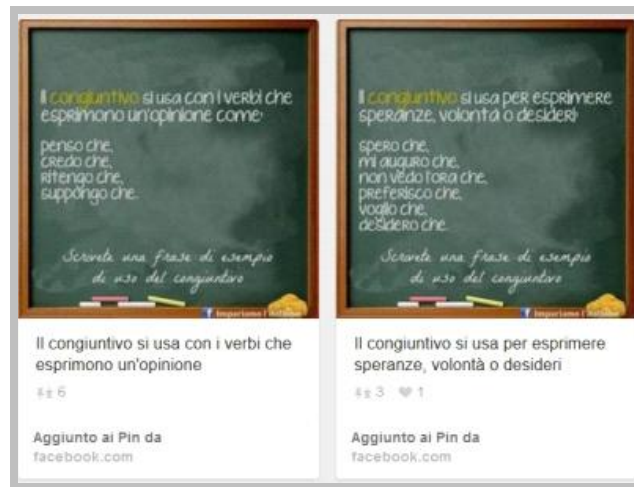 Il congiuntivo si usa con i verbi che
esprimono un'opinione come:
penso che,
credo che,
ritengo che,
suppongo che.
Scrivete una frase di esempio
di uso del congiuntivo
Impariamo l'italiano
Il congiuntivo si usa con i verbi che
esprimono un'opinione
6
Aggiunto ai Pin da
facebook.com
Il congiuntivo si usa per esprimere
speranze, volontà o desideri
spero che,
mi auguro che,
non vedo l'ora che,
preferisco che,
voglio che,
desidero che
Scrivete una frase di esempio
di uso del congiuntivo
Impariamo l'italiano
Il congiuntivo si usa per esprimere
speranze, volontà o desideri
3 1
Aggiunto ai Pin da
facebook.com